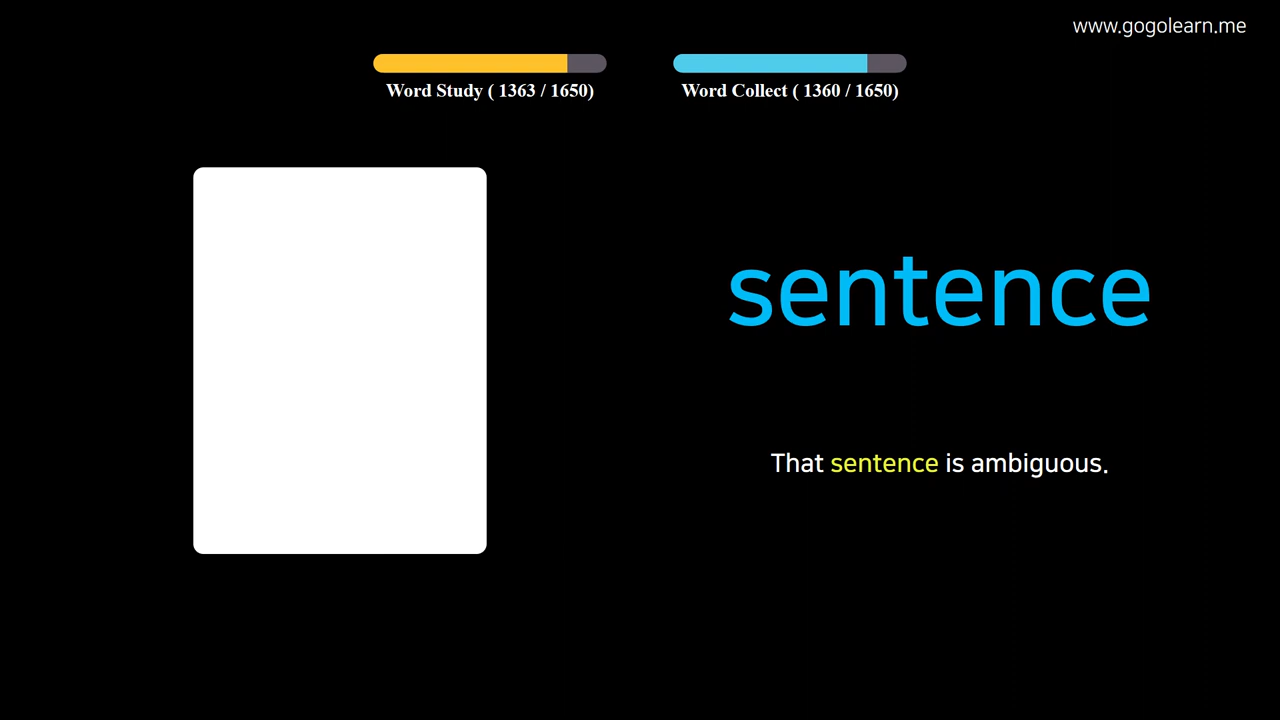 www.gogolearn.me
Word Study ( 1363 / 1650)
Word Collect ( 1360 / 1650)
sentence
That sentence is ambiguous.